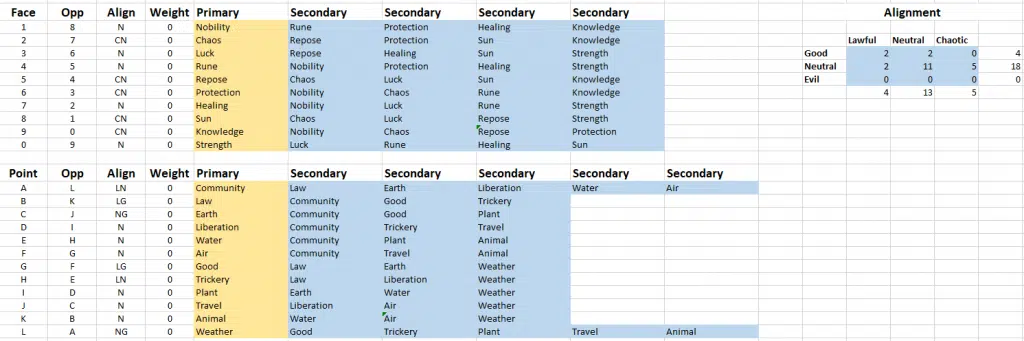 Face Opp Align Weight Primary Secondary Secondary Secondary Secondary Alignment
1 8 N 0 Nobility Rune Protection Healing Knowledge
2 7 CN 0 Chaos Repose Protection Sun Knowledge Lawful Neutral Chaotic
3 6 N 0 Luck Repose Healing Sun Strength Good 2 2 0 4
4 5 N 0 Rune Nobility Protection Healing Strength Neutral 2 11 5 18
5 4 CN 0 Repose Chaos Luck Sun Knowledge Evil 0 0 0 0
6 3 CN 0 Protection Nobility Chaos Rune Knowledge 4 13 5
7 2 N 0 Healing Nobility Luck Rune Strength
8 1 CN 0 Sun Chaos Luck Repose Strength
9 0 CN 0 Knowledge Nobility Chaos Repose Protection
0 9 N 0 Strength Luck Rune Healing Sun
Point Opp Align Weight Primary Secondary Secondary Secondary Secondary Secondary
A L LN 0 Community Law Earth Liberation Water Air
B K LG 0 Law Community Good Trickery
C J NG 0 Earth Community Good Plant
D I N 0 Liberation Community Trickery Travel
E H N 0 Water Community Plant Animal
F G N 0 Air Community Travel Animal
G F LG 0 Good Law Earth Weather
H E LN 0 Trickery Law Liberation Weather
I D N 0 Plant Earth Water Weather
J C N 0 Travel Liberation Air Weather
K B N 0 Animal Water Air Weather
L A NG 0 Weather Good Trickery Plant Travel Animal